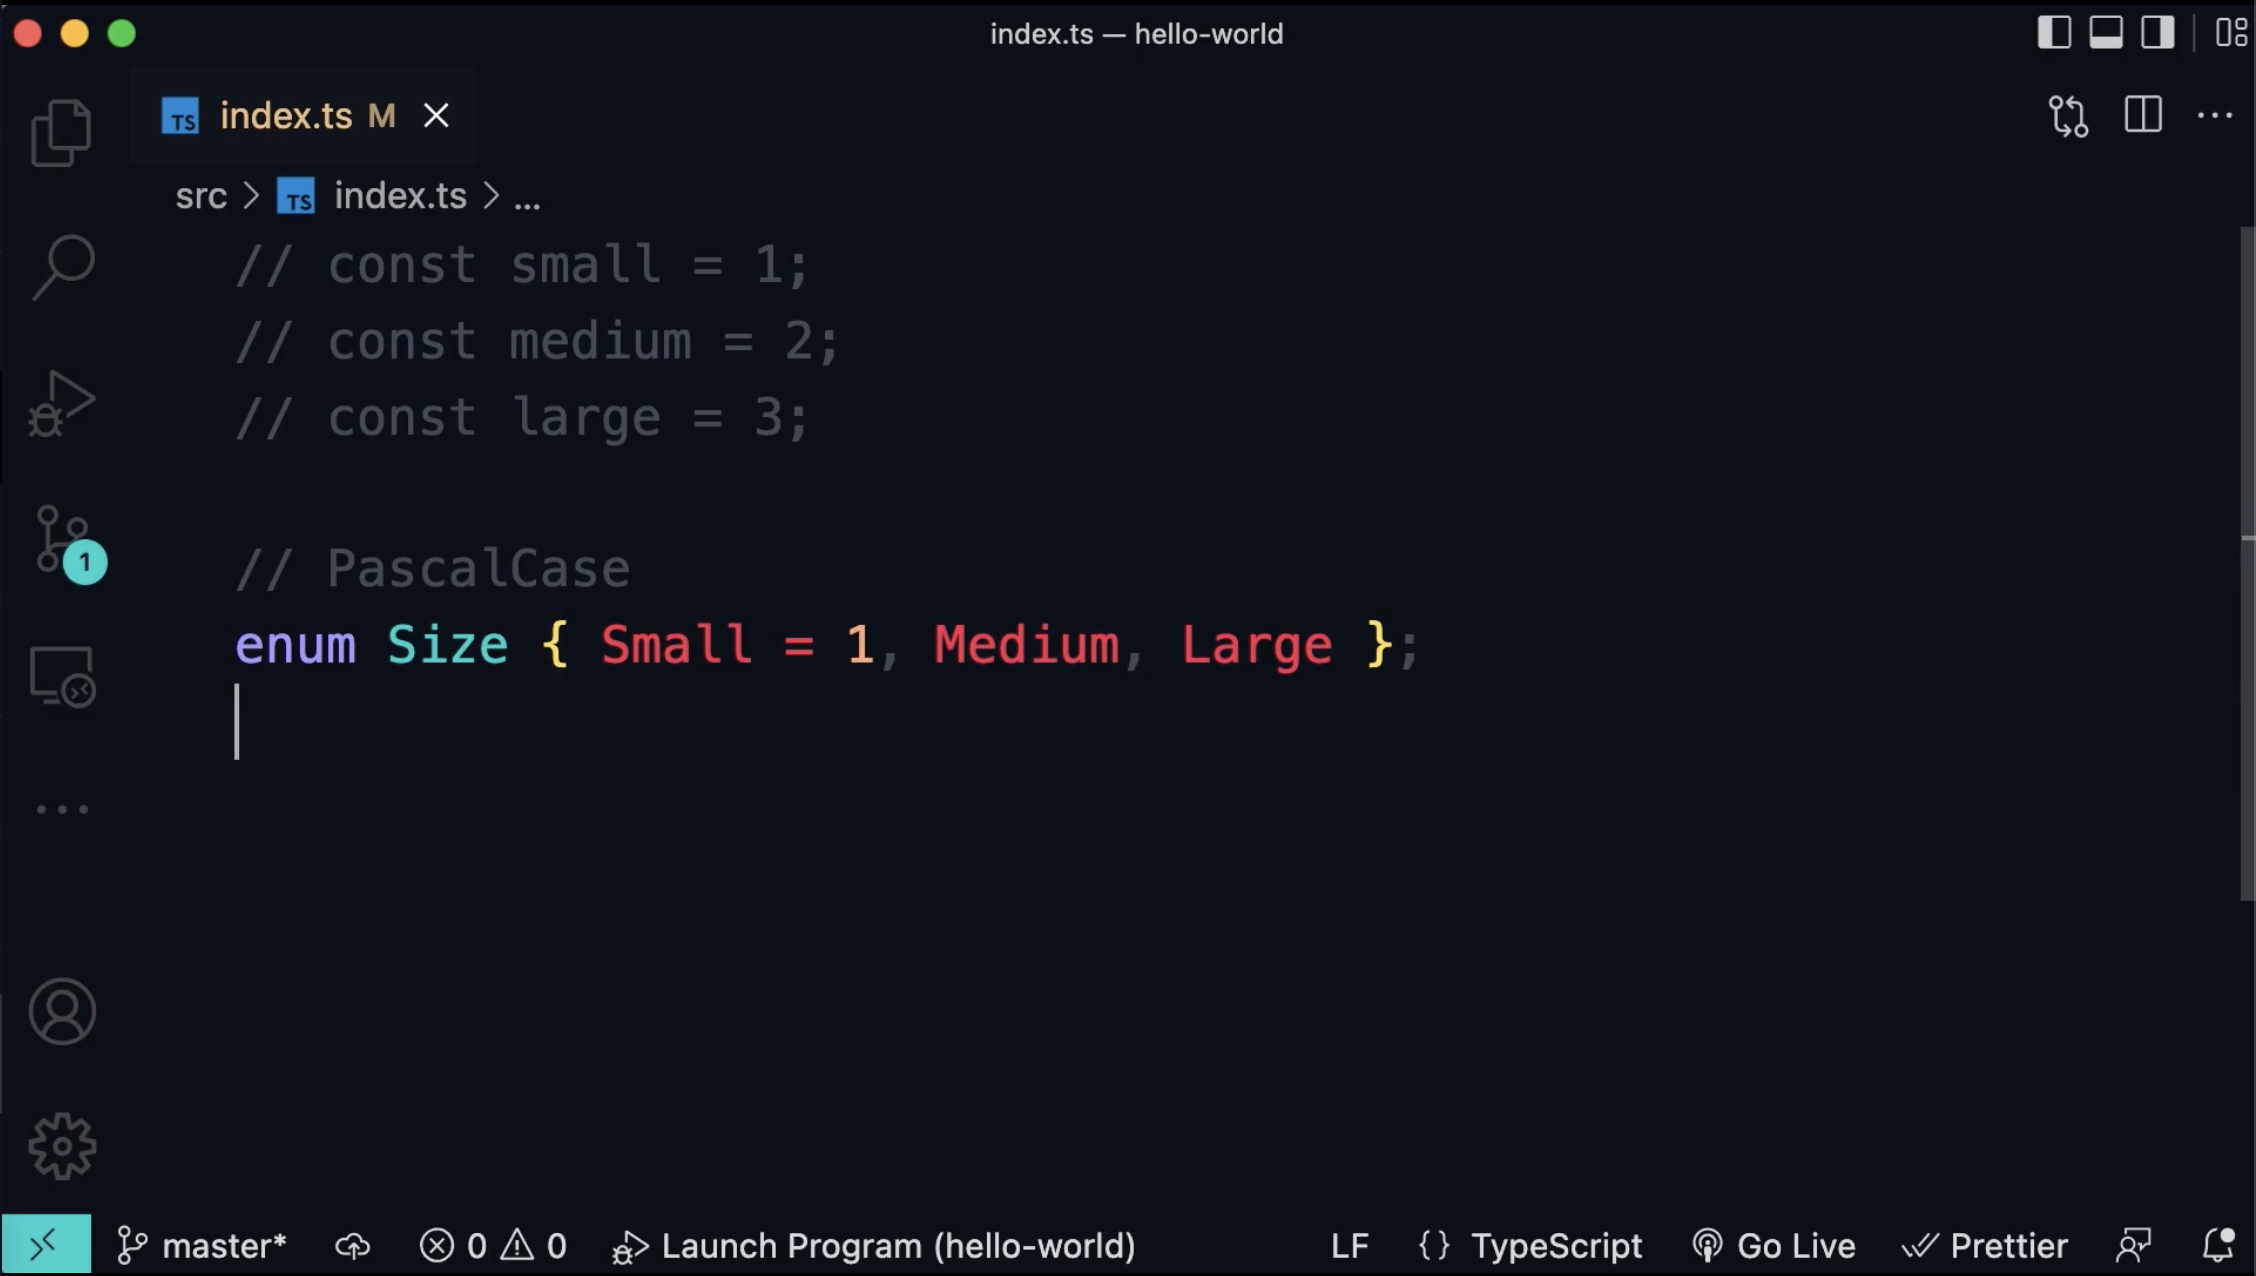 index.ts — hello-world
TS index.ts M
src > TS index.ts > ...
// const small = 1;
// const medium = 2;
// const large = 3;
// PascalCase
enum Size { Small = 1, Medium, Large };
1
master* 0 0 Launch Program (hello-world) LF {} TypeScript Go Live Prettier